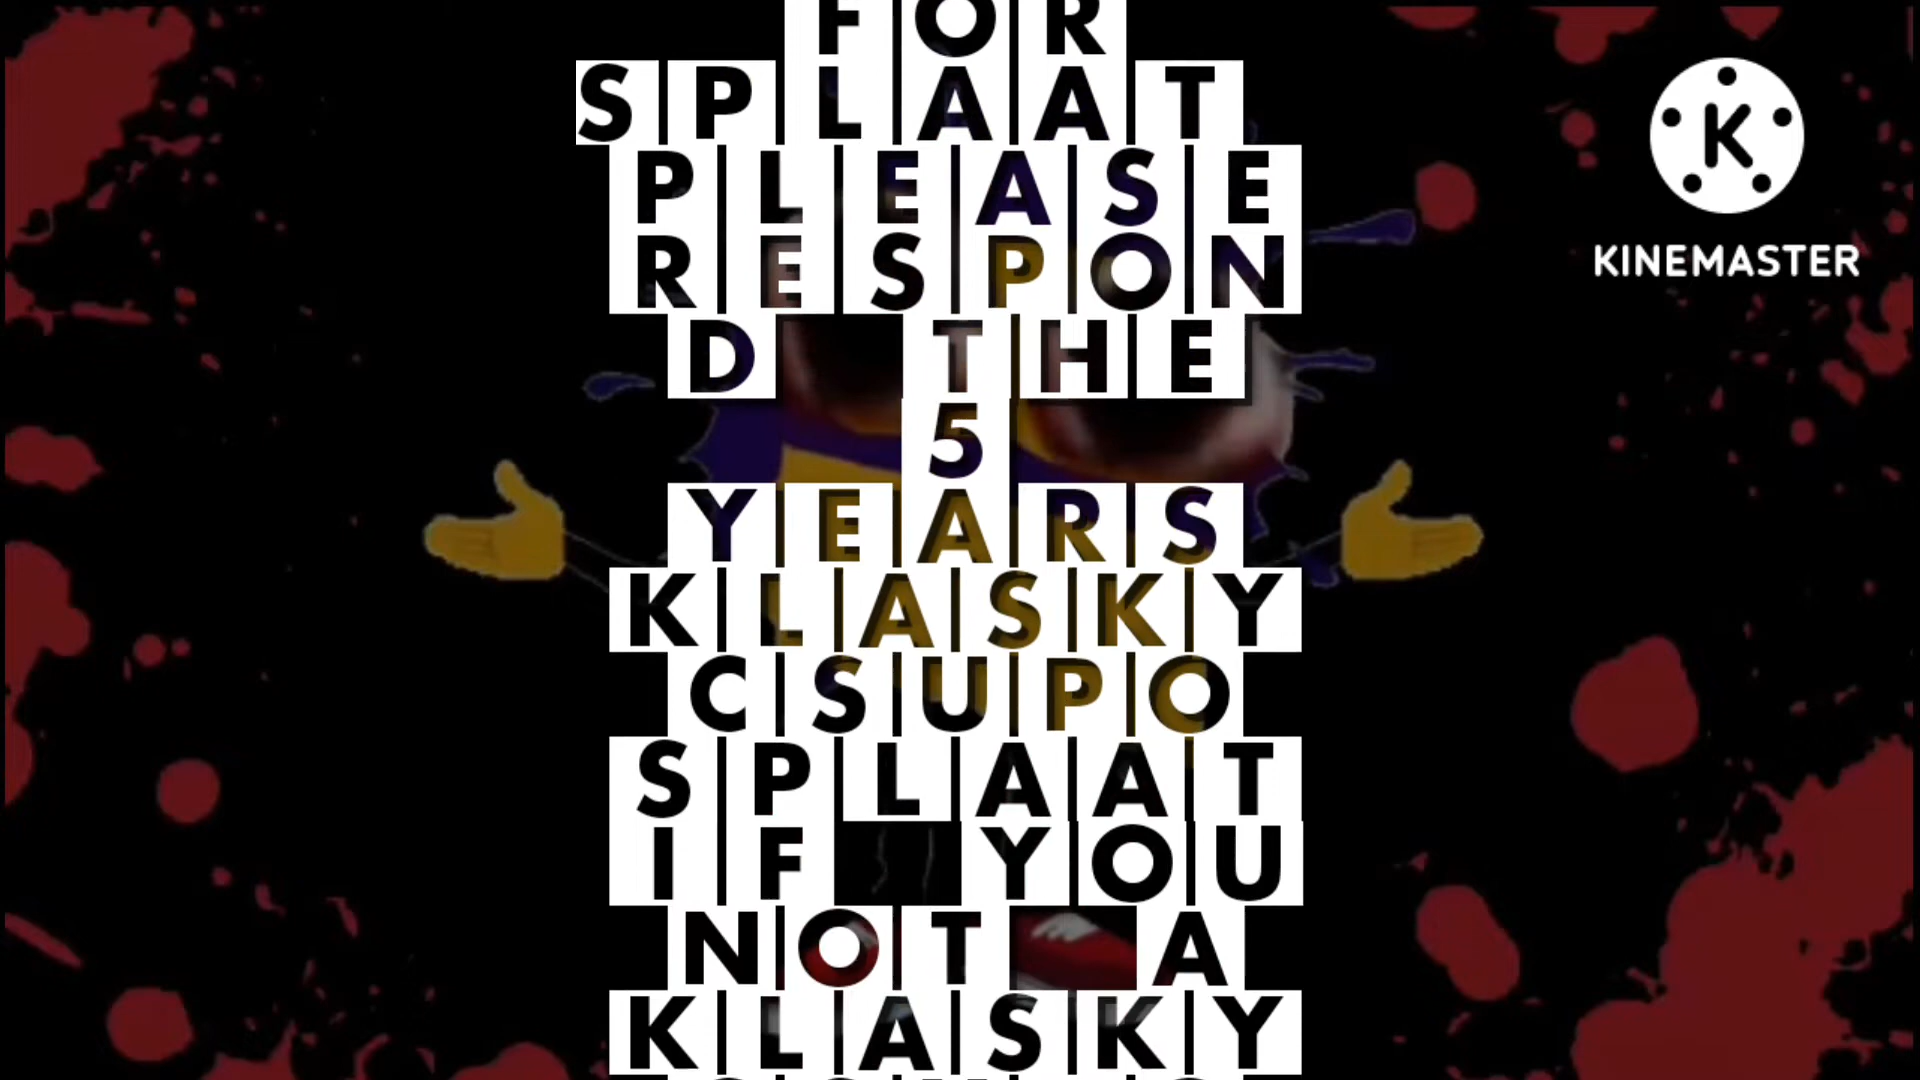 FOR
SPLAAT
PLEASE
RESPON
D THE
5
YEARS
KLASKY
CSUPO
SPLAAT
IF YOU
NOT A
KLASKY
K
KINEMASTER